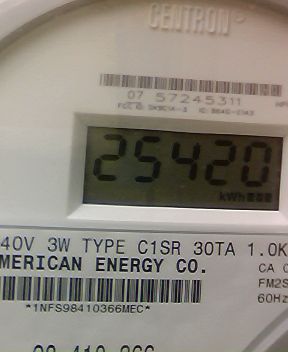 CENTRON®
07 57245311
25420
kWh
40V 3W TYPE C1SR 30TA 1.0K
MERICAN ENERGY CO.
CA 0
FM2S
60Hz
*1NFS98410366MEC*